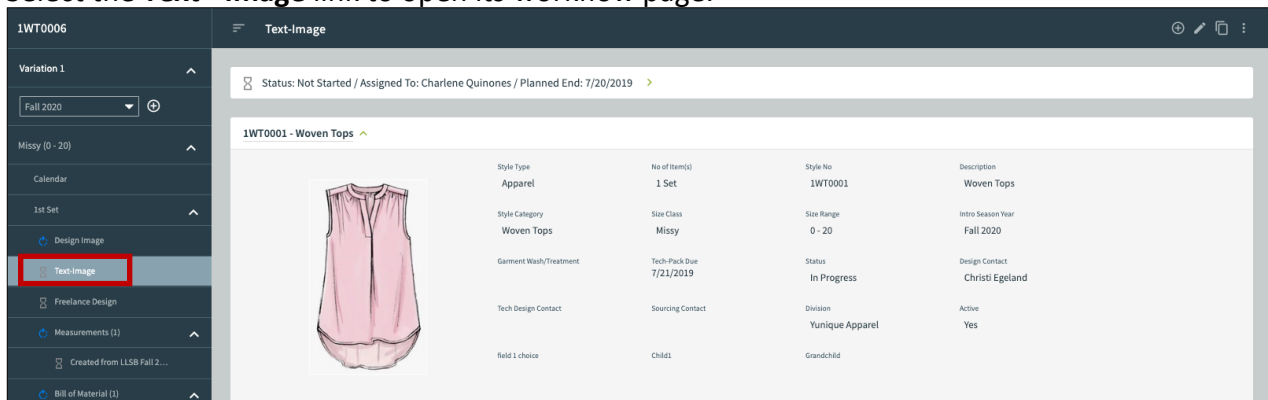 Select the Text - Image link to open its workflow page.
1WT0006
Text-Image
Variation 1
Status: Not Started / Assigned To: Charlene Quinones / Planned End: 7/20/2019
Fall 2020
1WT0001 - Woven Tops
Missy (0 - 20)
Style Type
No of Item(s)
Style No
Description
Apparel
1 Set
1WT0001
Woven Tops
Calendar
1st Set
Style Category
Size Class
Size Range
Intro Season Year
Woven Tops
Missy
0 - 20
Fall 2020
Design Image
Garment Wash/Treatment
Tech-Pack Due
Status
Design Contact
7/21/2019
In Progress
Christi Egeland
Text-Image
Freelance Design
Tech Design Contact
Sourcing Contact
Division
Active
Yunique Apparel
Yes
Measurements (1)
field 1 choice
Child1
Grandchild
Created from LLSB Fall 2...
Bill of Material (1)